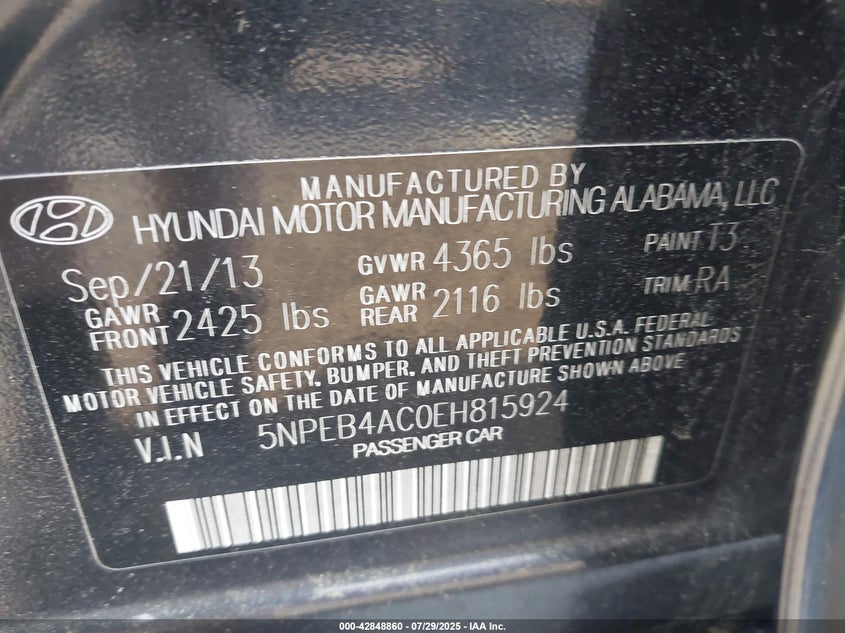 MANUFACTURED BY
HYUNDAI MOTOR MANUFACTURING ALABAMA, LLC
Sep/21/13 GVWR 4365 lbs PAINT T3
GAWR FRONT 2425 lbs GAWR REAR 2116 lbs TRIM RA
THIS VEHICLE CONFORMS TO ALL APPLICABLE U.S.A. FEDERAL
MOTOR VEHICLE SAFETY, BUMPER, AND THEFT PREVENTION STANDARDS
IN EFFECT ON THE DATE OF MANUFACTURE SHOWN ABOVE
V.I.N 5NPEB4AC0EH815924
PASSENGER CAR
000-42848860 - 07/29/2025 - IAA Inc.